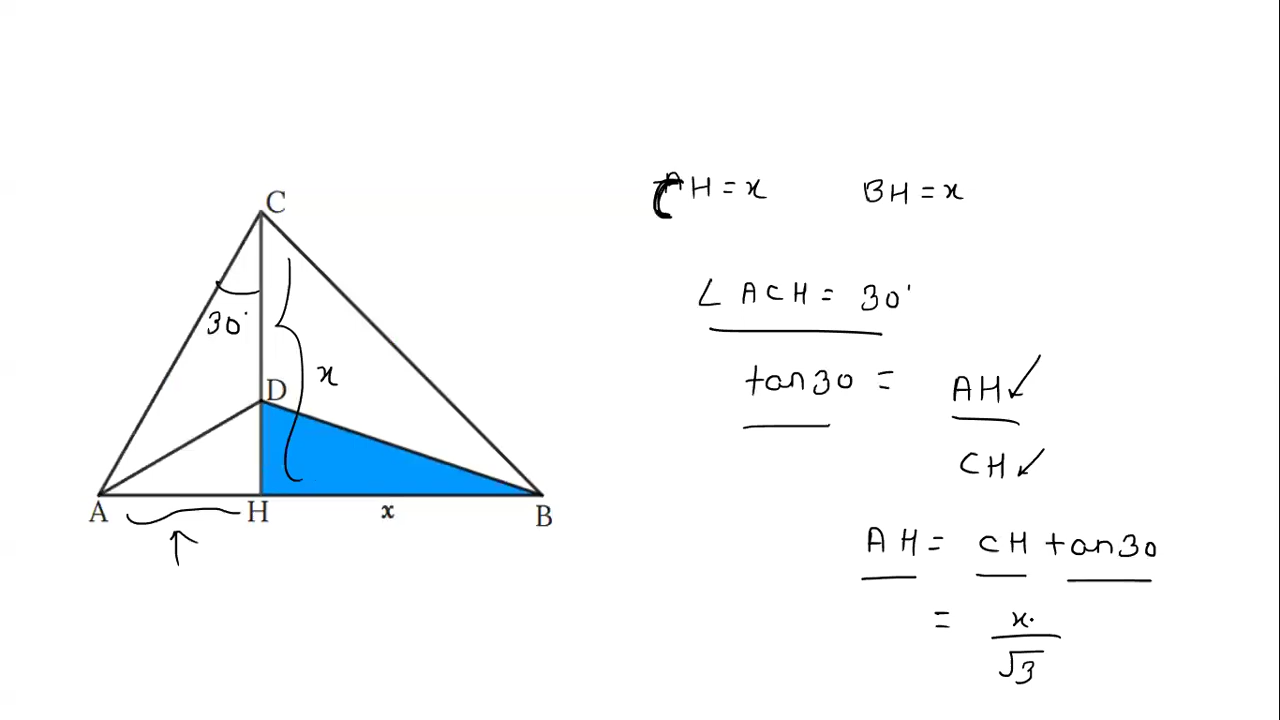 C
30°
x
D
A
H
x
B
AH = x
BH = x
∠ ACH = 30°
tan30 = AH
CH
AH = CH tan30
= x.
√3